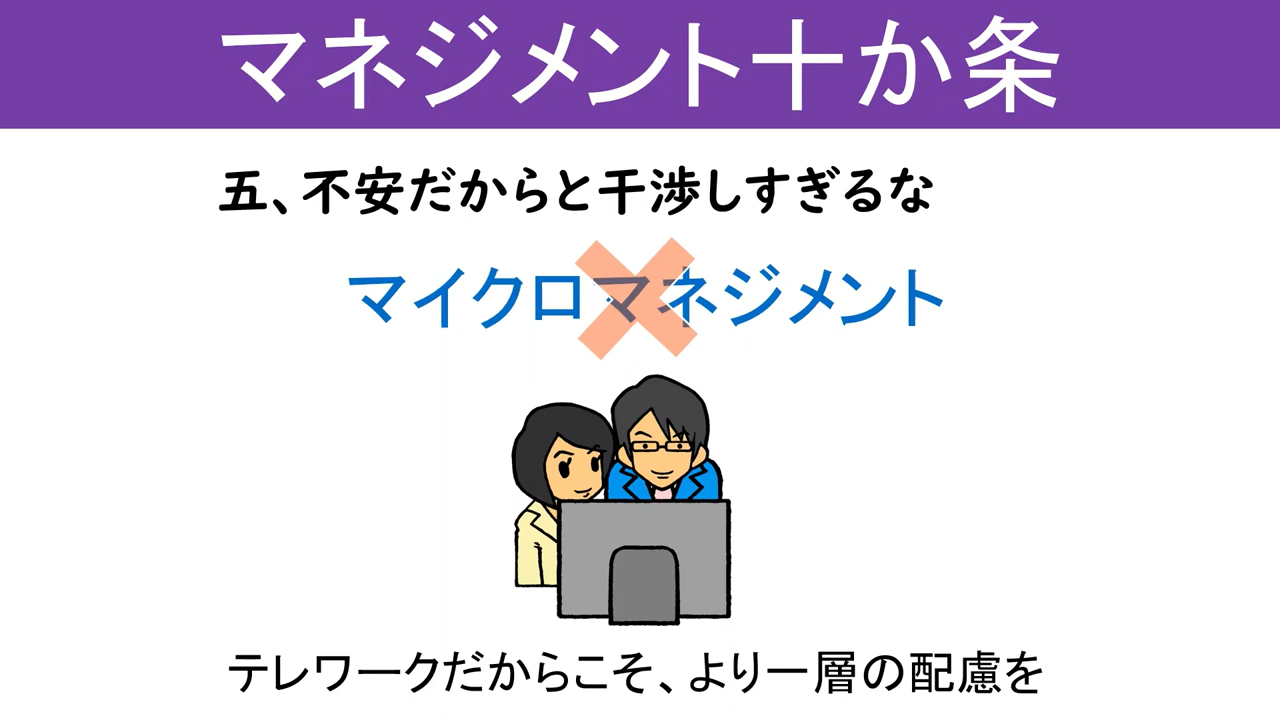 マネジメント十か条
五、不安だからと干渉しすぎるな
マイクロマネジメント
テレワークだからこそ、より一層の配慮を